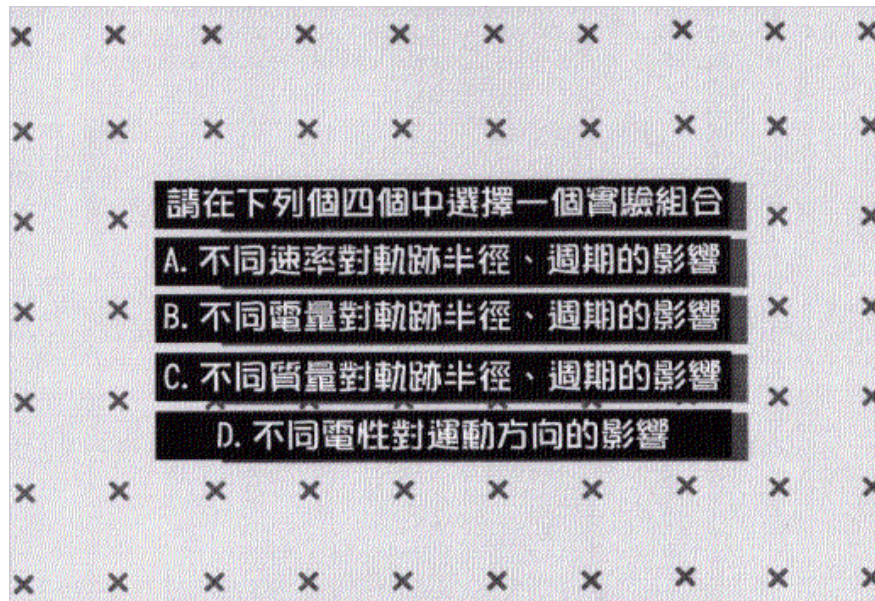 請在下列個四個中選擇一個實驗組合
A. 不同速率對軌跡半徑、週期的影響
B. 不同電量對軌跡半徑、週期的影響
C. 不同質量對軌跡半徑、週期的影響
D. 不同電性對運動方向的影響